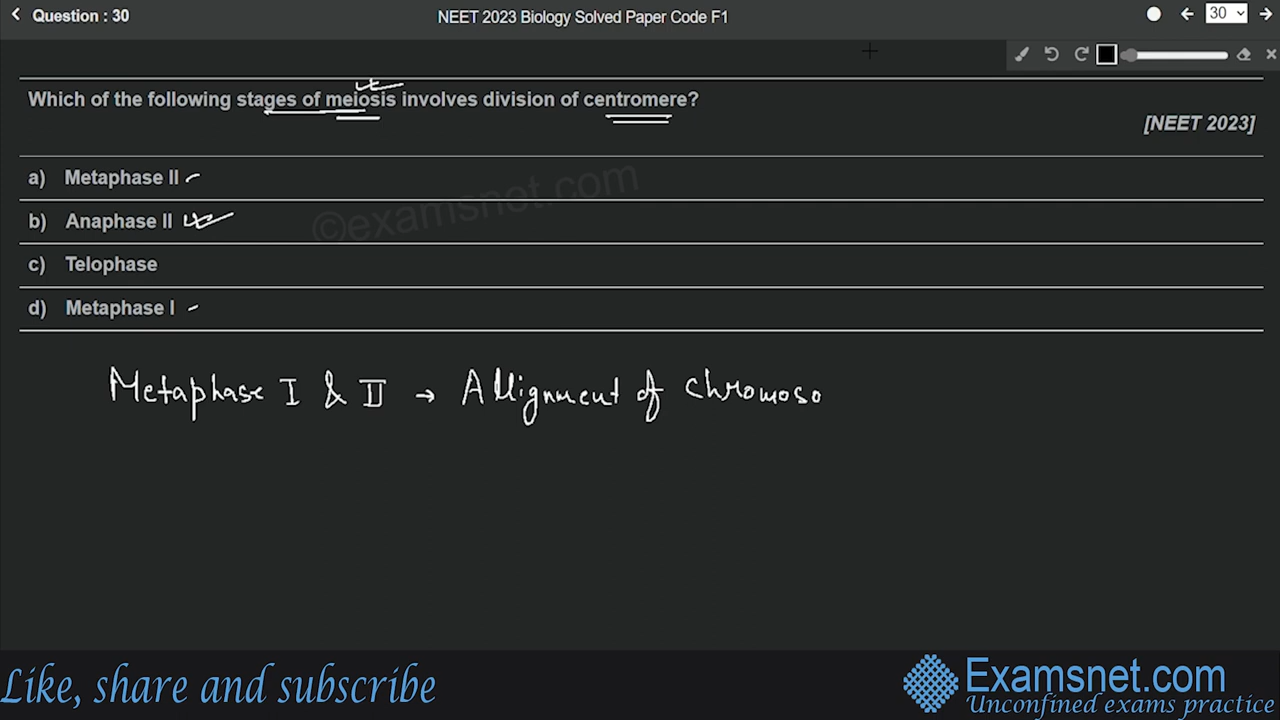 Question : 30 NEET 2023 Biology Solved Paper Code F1 30
Which of the following stages of meiosis involves division of centromere?
[NEET 2023]
a) Metaphase II
©examsnet.com
b) Anaphase II
c) Telophase
d) Metaphase I
Metaphase I & II → Allignment of Chromoso
Like, share and subscribe
Examsnet.com
Unconfined exams practice